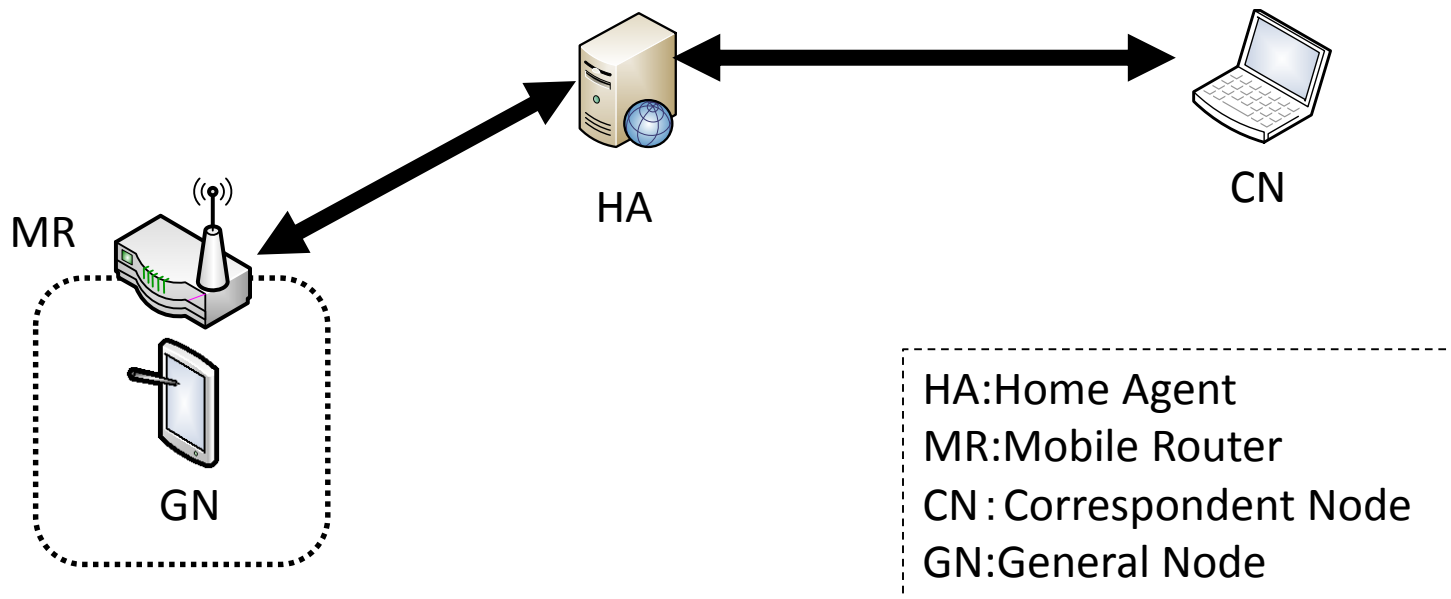 MR
HA
CN
GN
HA:Home Agent
MR:Mobile Router
CN：Correspondent Node
GN:General Node